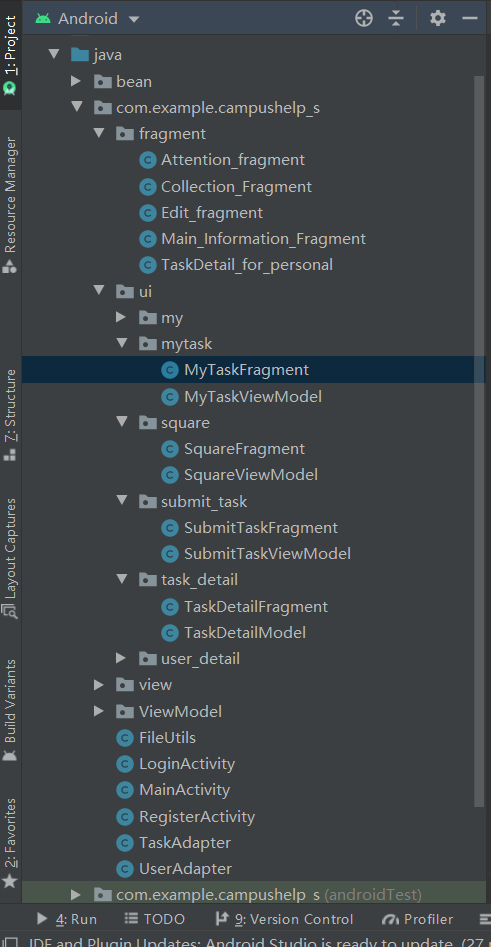 Android
1: Project
Resource Manager
7: Structure
Layout Captures
Build Variants
2: Favorites
java
bean
com.example.campushelp_s
fragment
Attention_fragment
Collection_Fragment
Edit_fragment
Main_Information_Fragment
TaskDetail_for_personal
ui
my
mytask
MyTaskFragment
MyTaskViewModel
square
SquareFragment
SquareViewModel
submit_task
SubmitTaskFragment
SubmitTaskViewModel
task_detail
TaskDetailFragment
TaskDetailModel
user_detail
view
ViewModel
FileUtils
LoginActivity
MainActivity
RegisterActivity
TaskAdapter
UserAdapter
com.example.campushelp_s (androidTest)
4: Run TODO 9: Version Control Profiler
IDE and Plugin Updates: Android Studio is ready to update. (27